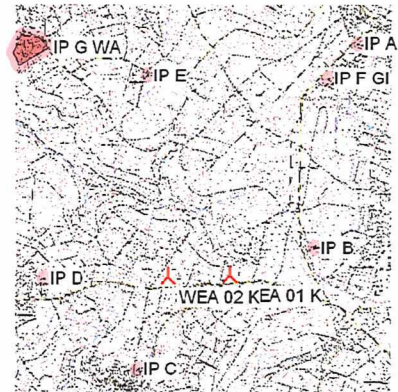 IP G WA
IP A
IP E
IP F GI
IP B
IP D
WEA 02 KEA 01 K
IP C